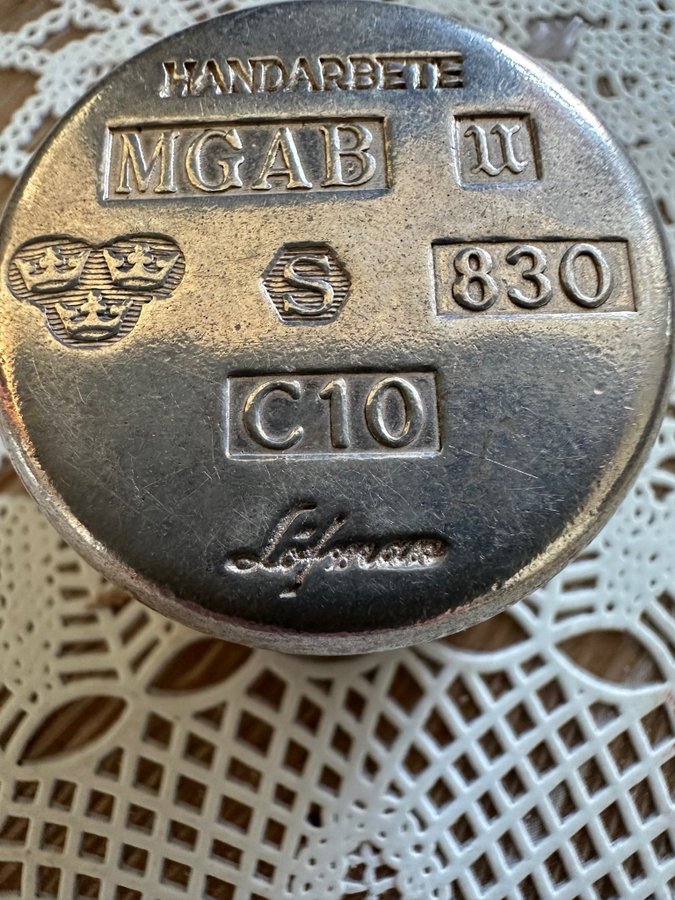 HANDARBETE
MGAB u
S 830
C10
Löfman